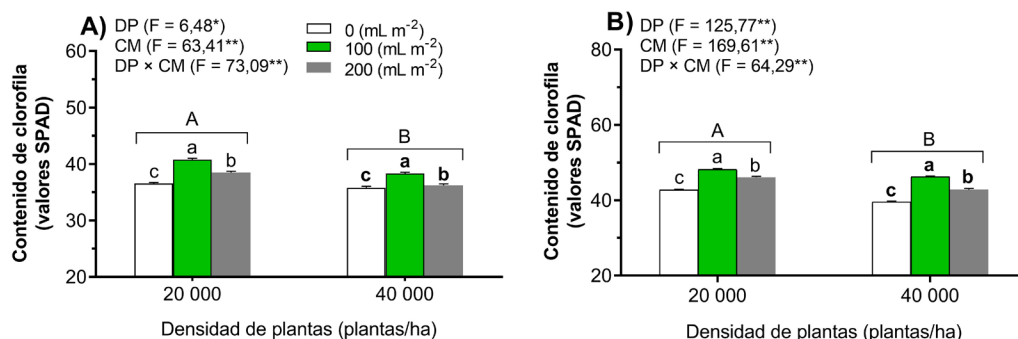 A)
DP (F = 6,48*)
CM (F = 63,41**)
DP × CM (F = 73,09**)
0 (mL m⁻²)
100 (mL m⁻²)
200 (mL m⁻²)
Contenido de clorofila
(valores SPAD)
60
50
40
30
20
A
c
a
b
B
c
a
b
20 000
40 000
Densidad de plantas (plantas/ha)
B)
DP (F = 125,77**)
CM (F = 169,61**)
DP × CM (F = 64,29**)
Contenido de clorofila
(valores SPAD)
80
60
40
20
A
c
a
b
B
c
a
b
20 000
40 000
Densidad de plantas (plantas/ha)